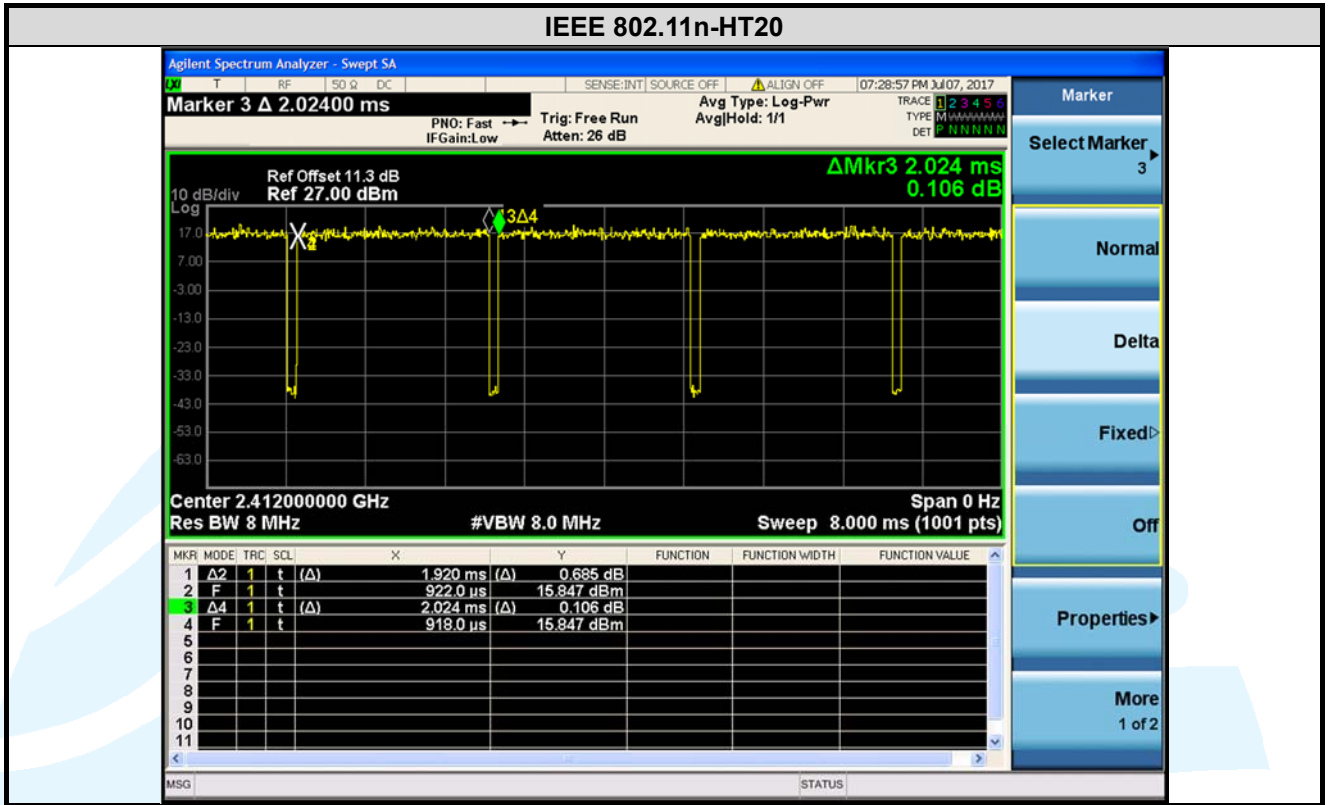 IEEE 802.11n-HT20
Agilent Spectrum Analyzer - Swept SA
LXI T RF 50 Ω DC SENSE:INT SOURCE OFF ALIGN OFF 07:28:57 PM Jul 07, 2017
Marker 3 Δ 2.02400 ms
PNO: Fast
IFGain:Low
Trig: Free Run
Atten: 26 dB
Avg Type: Log-Pwr
Avg|Hold: 1/1
TRACE 1 2 3 4 5 6
TYPE M WWWWW
DET P N N N N N
ΔMkr3 2.024 ms
0.106 dB
Ref Offset 11.3 dB
10 dB/div Ref 27.00 dBm
Log
17.0
7.00
-3.00
-13.0
-23.0
-33.0
-43.0
-53.0
-63.0
3Δ4
Center 2.412000000 GHz Span 0 Hz
Res BW 8 MHz #VBW 8.0 MHz Sweep 8.000 ms (1001 pts)
MKR MODE TRC SCL X Y FUNCTION FUNCTION WIDTH FUNCTION VALUE
1 Δ2 1 t (Δ) 1.920 ms (Δ) 0.685 dB
2 F 1 t 922.0 µs 15.847 dBm
3 Δ4 1 t (Δ) 2.024 ms (Δ) 0.106 dB
4 F 1 t 918.0 µs 15.847 dBm
5
6
7
8
9
10
11
MSG STATUS
Marker
Select Marker
3
Normal
Delta
Fixed
Off
Properties
More
1 of 2